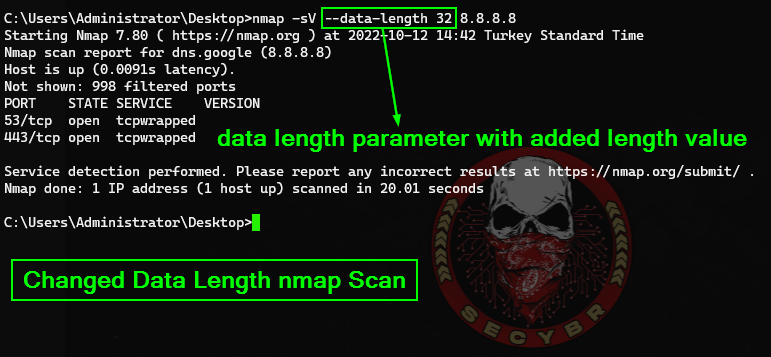 C:\Users\Administrator\Desktop>nmap -sV --data-length 32 8.8.8.8
Starting Nmap 7.80 ( https://nmap.org ) at 2022-10-12 14:42 Turkey Standard Time
Nmap scan report for dns.google (8.8.8.8)
Host is up (0.0091s latency).
Not shown: 998 filtered ports
PORT    STATE SERVICE    VERSION
53/tcp  open  tcpwrapped
443/tcp open  tcpwrapped
data length parameter with added length value
Service detection performed. Please report any incorrect results at https://nmap.org/submit/ .
Nmap done: 1 IP address (1 host up) scanned in 20.01 seconds
C:\Users\Administrator\Desktop>
Changed Data Length nmap Scan
SECYBR